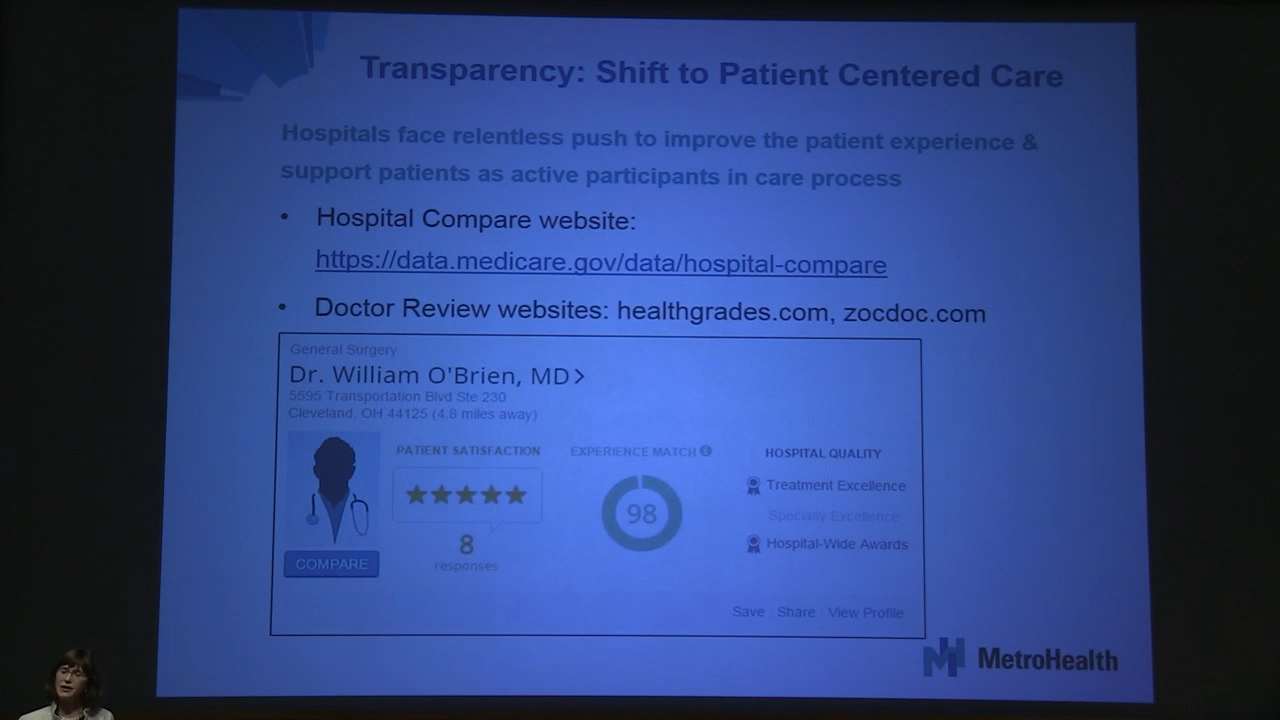 Transparency: Shift to Patient Centered Care
Hospitals face relentless push to improve the patient experience &
support patients as active participants in care process
• Hospital Compare website:
https://data.medicare.gov/data/hospital-compare
• Doctor Review websites: healthgrades.com, zocdoc.com
General Surgery
Dr. William O'Brien, MD>
5595 Transportation Blvd Ste 230
Cleveland, OH 44125 (4.8 miles away)
PATIENT SATISFACTION
8
responses
COMPARE
EXPERIENCE MATCH
98
HOSPITAL QUALITY
Treatment Excellence
Specialty Excellence
Hospital-Wide Awards
Save Share View Profile
MetroHealth